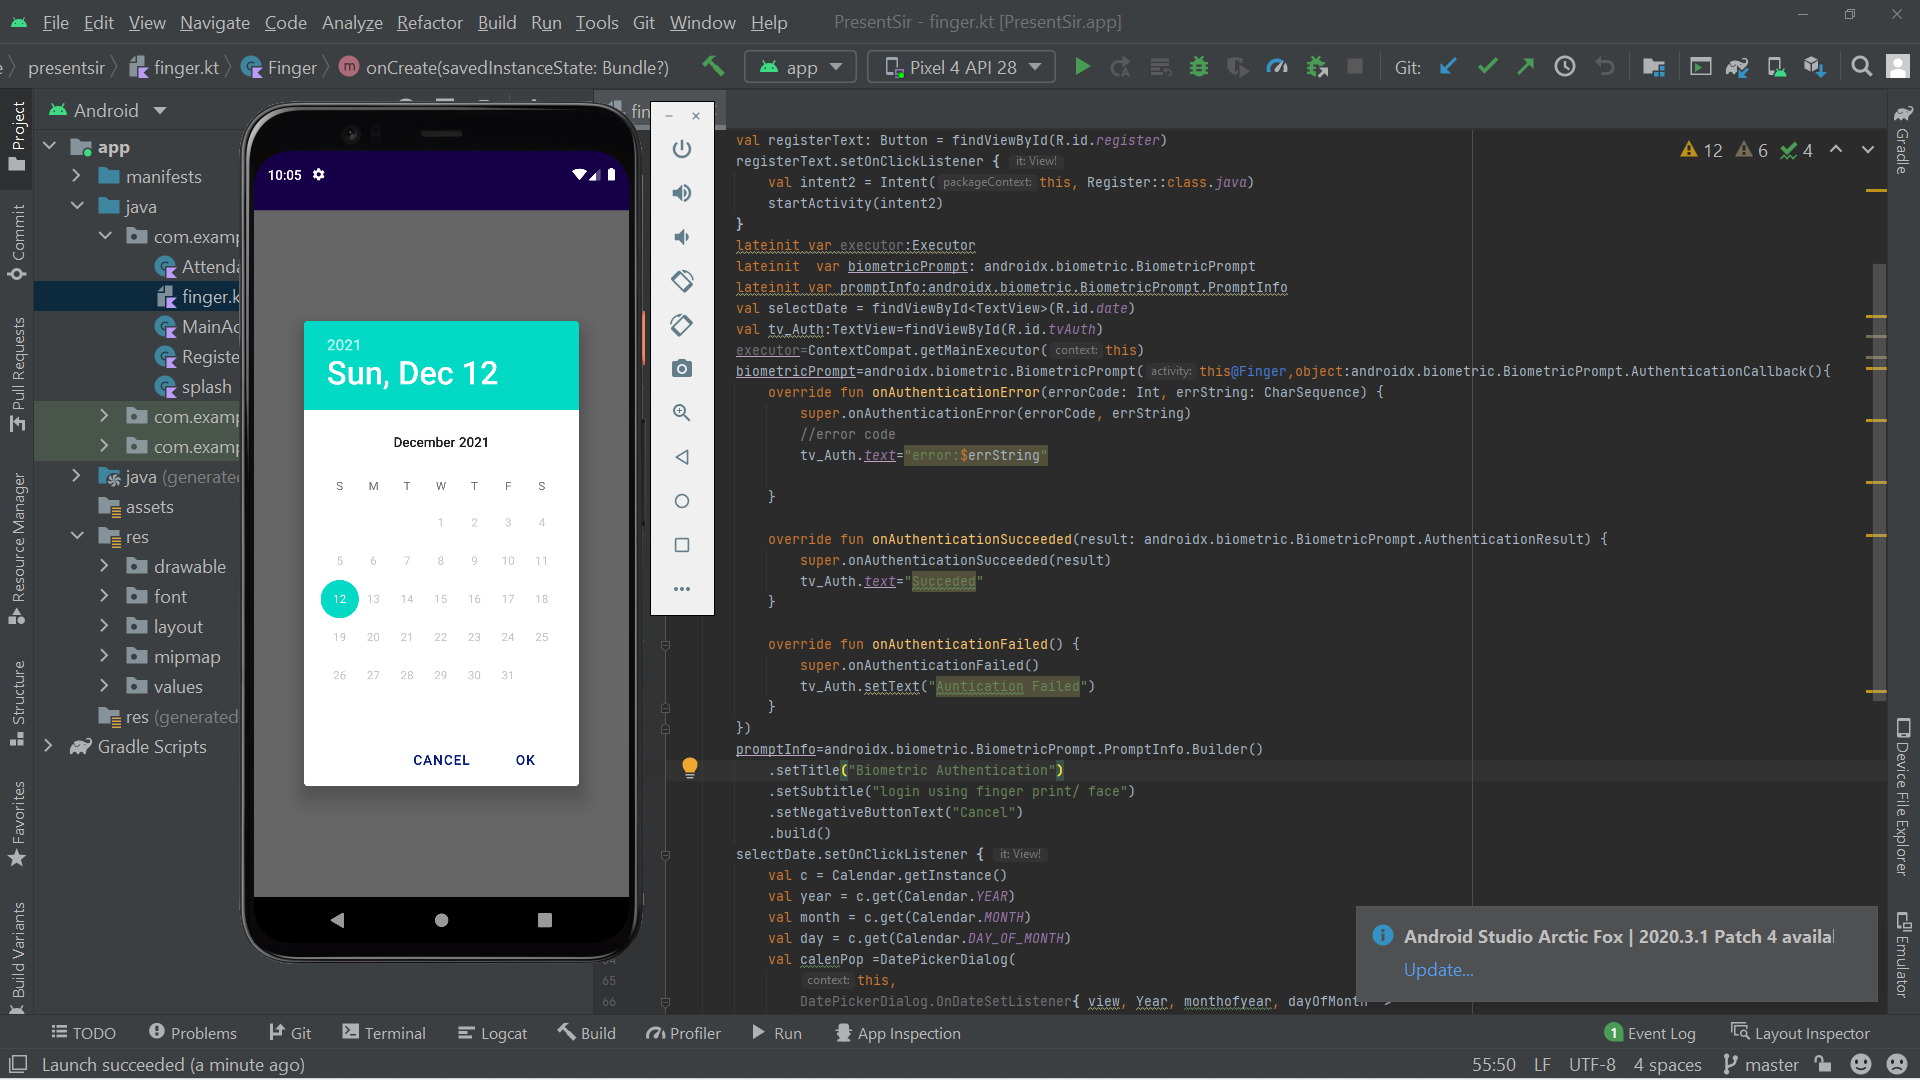 File Edit View Navigate Code Analyze Refactor Build Run Tools Git Window Help PresentSir - finger.kt [PresentSir.app]
presentsir finger.kt Finger onCreate(savedInstanceState: Bundle?) app Pixel 4 API 28 Git:
Project
Commit
Pull Requests
Resource Manager
Structure
Favorites
Build Variants
Android
app
manifests
java
com.examp
Attenda
finger.k
MainAc
Registe
splash
com.examp
com.examp
java (generated
assets
res
drawable
font
layout
mipmap
values
res (generated
Gradle Scripts
10:05
2021
Sun, Dec 12
December 2021
S M T W T F S
1 2 3 4
5 6 7 8 9 10 11
12 13 14 15 16 17 18
19 20 21 22 23 24 25
26 27 28 29 30 31
CANCEL OK
fin
12 6 4
val registerText: Button = findViewById(R.id.register)
registerText.setOnClickListener { it: View!
val intent2 = Intent( packageContext: this, Register::class.java)
startActivity(intent2)
}
lateinit var executor:Executor
lateinit  var biometricPrompt: androidx.biometric.BiometricPrompt
lateinit var promptInfo:androidx.biometric.BiometricPrompt.PromptInfo
val selectDate = findViewById<TextView>(R.id.date)
val tv_Auth:TextView=findViewById(R.id.tvAuth)
executor=ContextCompat.getMainExecutor( context: this)
biometricPrompt=androidx.biometric.BiometricPrompt( activity: this@Finger,object:androidx.biometric.BiometricPrompt.AuthenticationCallback(){
override fun onAuthenticationError(errorCode: Int, errString: CharSequence) {
super.onAuthenticationError(errorCode, errString)
//error code
tv_Auth.text="error:$errString"
}
override fun onAuthenticationSucceeded(result: androidx.biometric.BiometricPrompt.AuthenticationResult) {
super.onAuthenticationSucceeded(result)
tv_Auth.text="Succeded"
}
override fun onAuthenticationFailed() {
super.onAuthenticationFailed()
tv_Auth.setText("Auntication Failed")
}
})
promptInfo=androidx.biometric.BiometricPrompt.PromptInfo.Builder()
.setTitle("Biometric Authentication")
.setSubtitle("login using finger print/ face")
.setNegativeButtonText("Cancel")
.build()
selectDate.setOnClickListener { it: View!
val c = Calendar.getInstance()
val year = c.get(Calendar.YEAR)
val month = c.get(Calendar.MONTH)
val day = c.get(Calendar.DAY_OF_MONTH)
val calenPop =DatePickerDialog(
65 context: this,
66 DatePickerDialog.OnDateSetListener{ view, Year, monthofyear, dayOfMonth
Android Studio Arctic Fox | 2020.3.1 Patch 4 availa
Update...
Gradle
Device File Explorer
Emulator
TODO Problems Git Terminal Logcat Build Profiler Run App Inspection 1 Event Log Layout Inspector
Launch succeeded (a minute ago) 55:50 LF UTF-8 4 spaces master